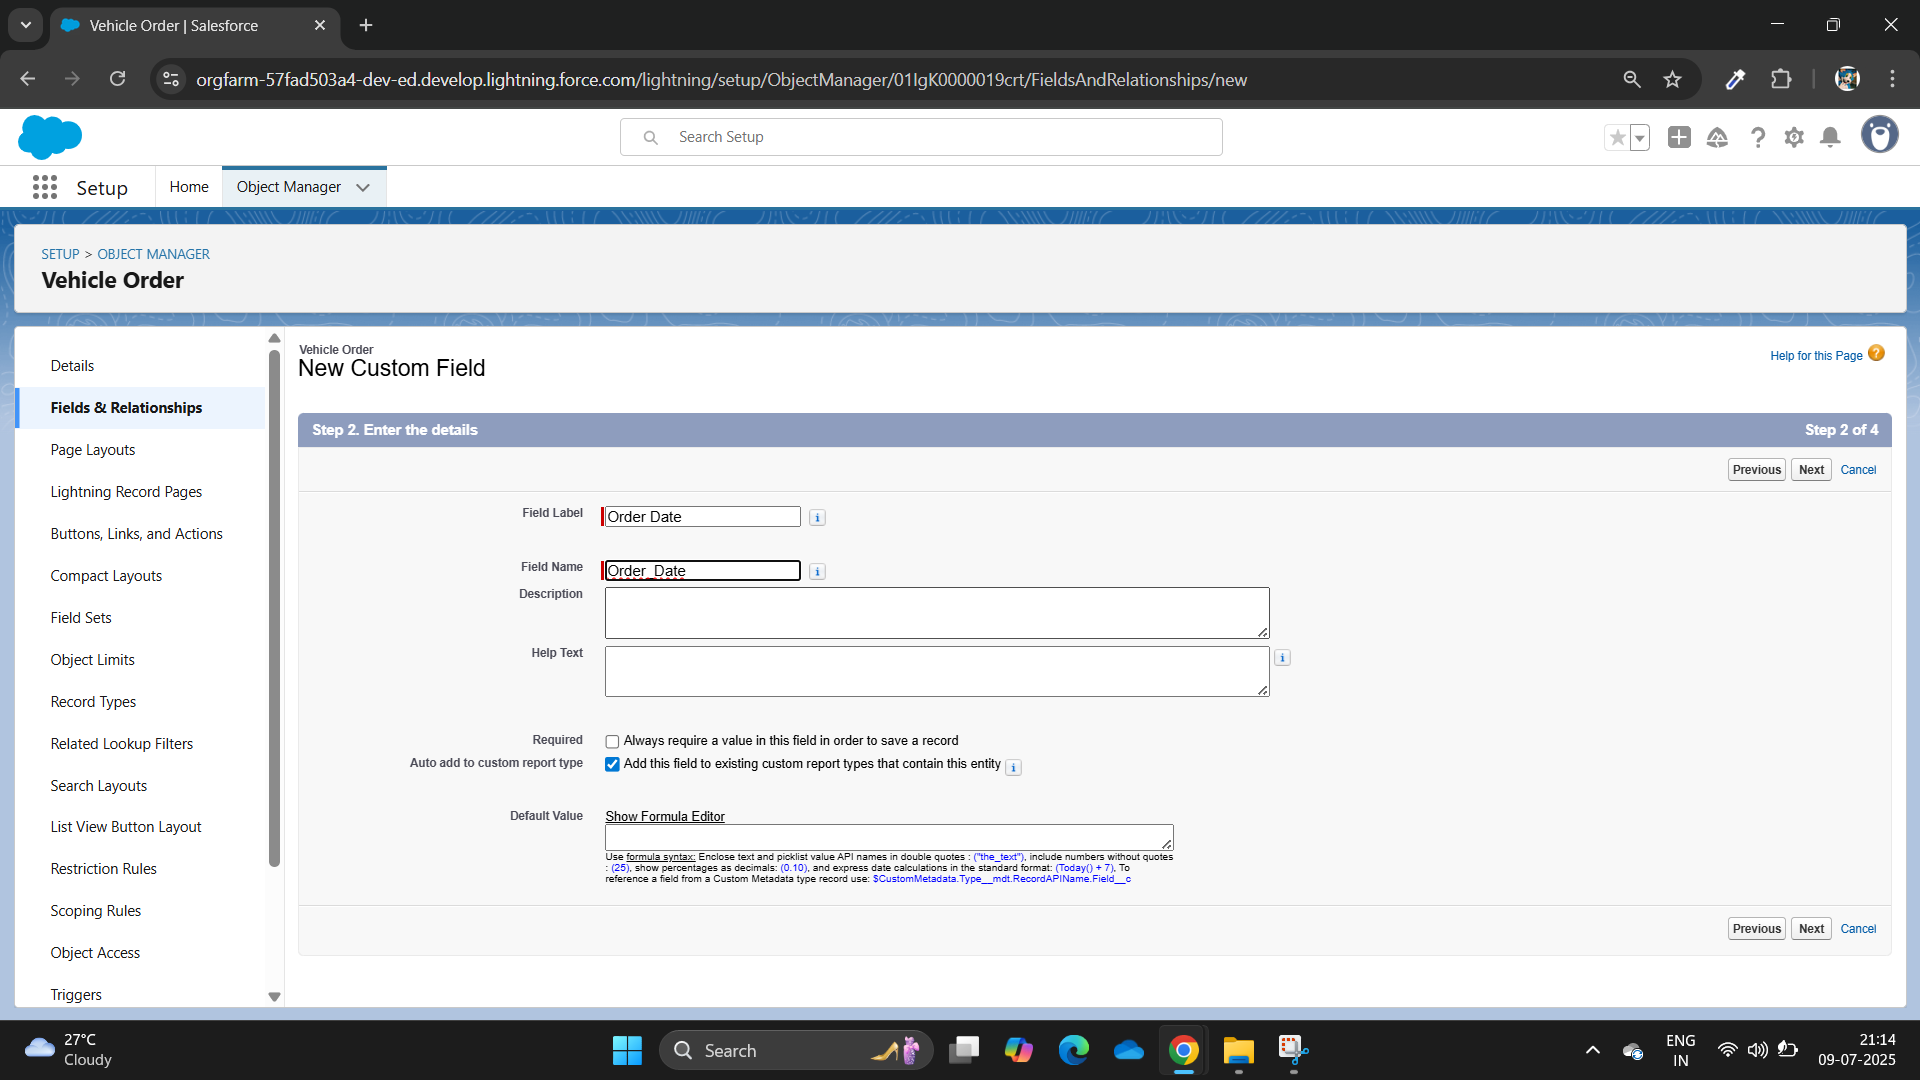 Vehicle Order | Salesforce
orgfarm-57fad503a4-dev-ed.develop.lightning.force.com/lightning/setup/ObjectManager/01IgK0000019crt/FieldsAndRelationships/new
Search Setup
Setup
Home
Object Manager
SETUP > OBJECT MANAGER
Vehicle Order
Details
Fields & Relationships
Page Layouts
Lightning Record Pages
Buttons, Links, and Actions
Compact Layouts
Field Sets
Object Limits
Record Types
Related Lookup Filters
Search Layouts
List View Button Layout
Restriction Rules
Scoping Rules
Object Access
Triggers
Vehicle Order
New Custom Field
Help for this Page
Step 2. Enter the details
Step 2 of 4
Previous Next Cancel
Field Label Order Date
Field Name Order_Date
Description
Help Text
Required Always require a value in this field in order to save a record
Auto add to custom report type Add this field to existing custom report types that contain this entity
Default Value Show Formula Editor
Use formula syntax: Enclose text and picklist value API names in double quotes : ("the_text"), include numbers without quotes
: (25), show percentages as decimals: (0.10), and express date calculations in the standard format: (Today() + 7), To
reference a field from a Custom Metadata type record use: $CustomMetadata.Type__mdt.RecordAPIName.Field__c
Previous Next Cancel
27°C
Cloudy
Search
ENG
IN
21:14
09-07-2025